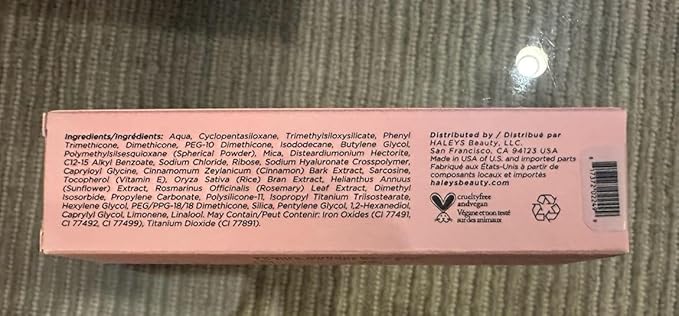 Ingredients/Ingrédients: Aqua, Cyclopentasiloxane, Trimethylsiloxysilicate, Phenyl
Trimethicone, Dimethicone, PEG-10 Dimethicone, Isododecane, Butylene Glycol,
Polymethylsilsesquioxane (Spherical Powder), Mica, Disteardimonium Hectorite,
C12-15 Alkyl Benzoate, Sodium Chloride, Ribose, Sodium Hyaluronate Crosspolymer,
Capryloyl Glycine, Cinnamomum Zeylanicum (Cinnamon) Bark Extract, Sarcosine,
Tocopherol (Vitamin E), Oryza Sativa (Rice) Bran Extract, Helianthus Annuus
(Sunflower) Extract, Rosmarinus Officinalis (Rosemary) Leaf Extract, Dimethyl
Isosorbide, Propylene Carbonate, Polysilicone-11, Isopropyl Titanium Triisostearate,
Hexylene Glycol, PEG/PPG-18/18 Dimethicone, Silica, Pentylene Glycol, 1,2-Hexanediol,
Caprylyl Glycol, Limonene, Linalool. May Contain/Peut Contenir: Iron Oxides (CI 77491,
CI 77492, CI 77499), Titanium Dioxide (CI 77891).
Distributed by / Distribué par
HALEYS Beauty, LLC.
San Francisco, CA 94123 USA
Made in USA of U.S. and imported parts
Fabriqué aux États-Unis à partir de
composants locaux et importés
haleysbeauty.com
crueltyfree
andvegan
Végane et non testé
sur des animaux